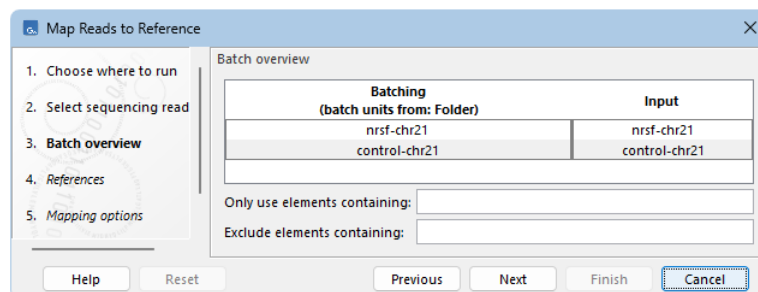 Map Reads to Reference
1. Choose where to run
2. Select sequencing read
3. Batch overview
4. References
5. Mapping options
Batch overview
Batching
(batch units from: Folder)
Input
nrsf-chr21 nrsf-chr21
control-chr21 control-chr21
Only use elements containing:
Exclude elements containing:
Help Reset Previous Next Finish Cancel